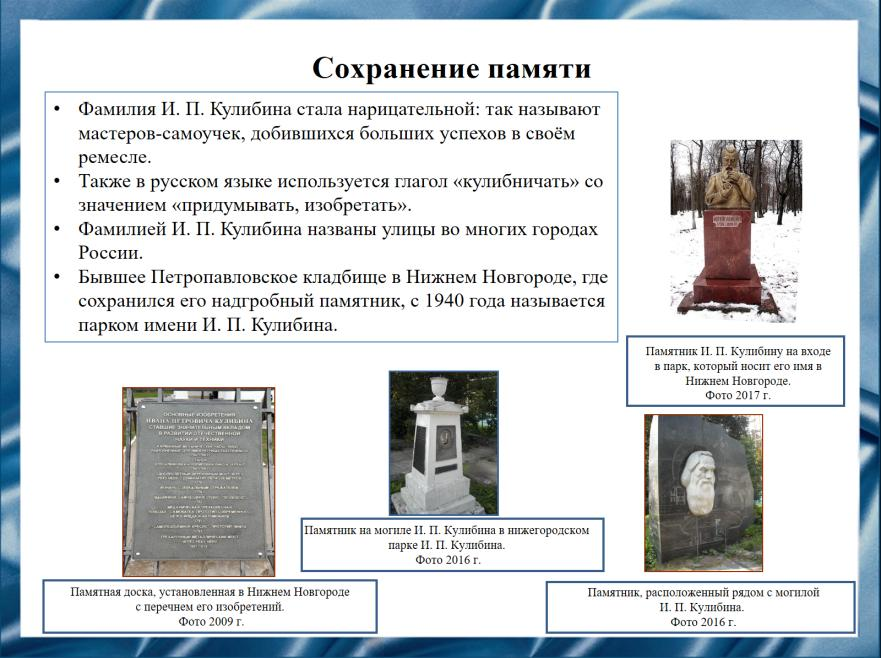 Сохранение памяти
• Фамилия И. П. Кулибина стала нарицательной: так называют
мастеров-самоучек, добившихся больших успехов в своём
ремесле.
• Также в русском языке используется глагол «кулибничать» со
значением «придумывать, изобретать».
• Фамилией И. П. Кулибина названы улицы во многих городах
России.
• Бывшее Петропавловское кладбище в Нижнем Новгороде, где
сохранился его надгробный памятник, с 1940 года называется
парком имени И. П. Кулибина.
Памятник И. П. Кулибину на входе
в парк, который носит его имя в
Нижнем Новгороде.
Фото 2017 г.
ОСНОВНЫЕ ИЗОБРЕТЕНИЯ
ИВАНА ПЕТРОВИЧА КУЛИБИНА
СТАВШИЕ ЗНАЧИТЕЛЬНЫМ ВКЛАДОМ
В РАЗВИТИИ ОТЕЧЕСТВЕННОЙ
НАУКИ И ТЕХНИКИ
Памятник на могиле И. П. Кулибина в нижегородском
парке И. П. Кулибина.
Фото 2016 г.
Памятная доска, установленная в Нижнем Новгороде
с перечнем его изобретений.
Фото 2009 г.
Памятник, расположенный рядом с могилой
И. П. Кулибина.
Фото 2016 г.